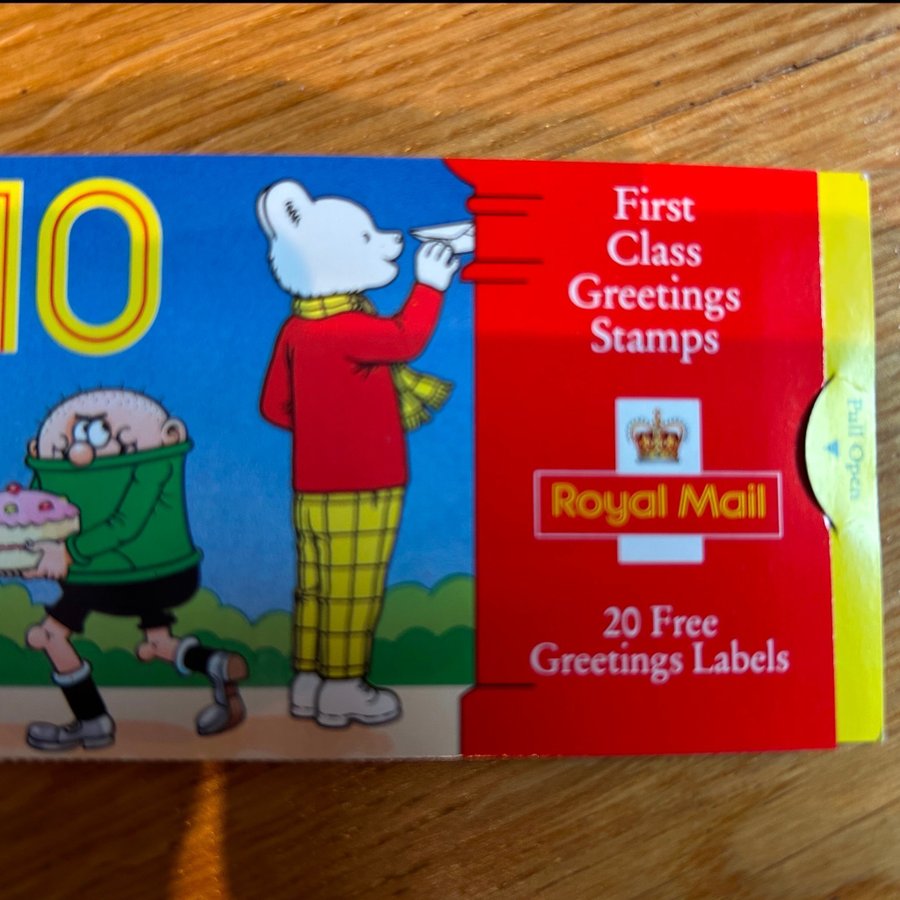 10
First
Class
Greetings
Stamps
Royal Mail
Pull Open
20 Free
Greetings Labels